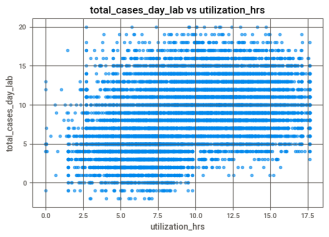 total_cases_day_lab vs utilization_hrs
20
15
10
5
0
total_cases_day_lab
0.0 2.5 5.0 7.5 10.0 12.5 15.0 17.5
utilization_hrs